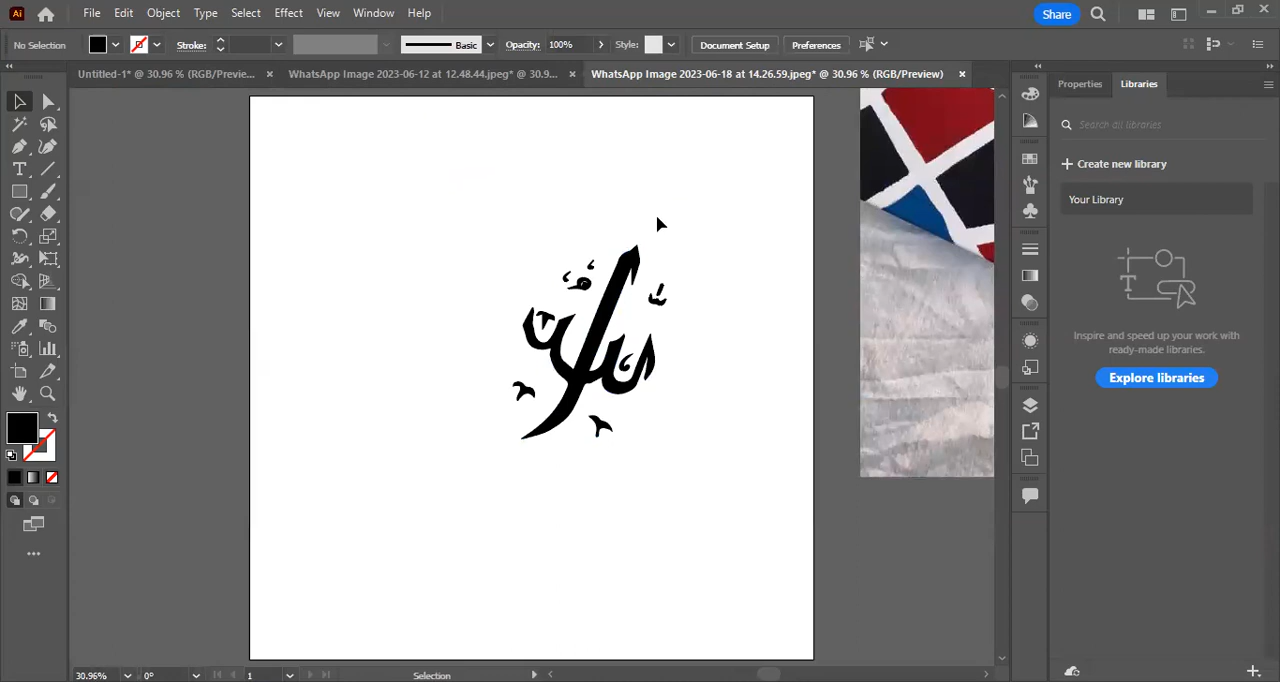 File Edit Object Type Select Effect View Window Help
Share
No Selection Stroke: Basic Opacity: 100% Style: Document Setup Preferences
Untitled-1* @ 30.96 % (RGB/Previe... WhatsApp Image 2023-06-12 at 12.48.44.jpeg* @ 30.9... WhatsApp Image 2023-06-18 at 14.26.59.jpeg* @ 30.96 % (RGB/Preview)
Properties Libraries
Search all libraries
Create new library
Your Library
Inspire and speed up your work with
ready-made libraries.
Explore libraries
30.96% 0° 1 Selection